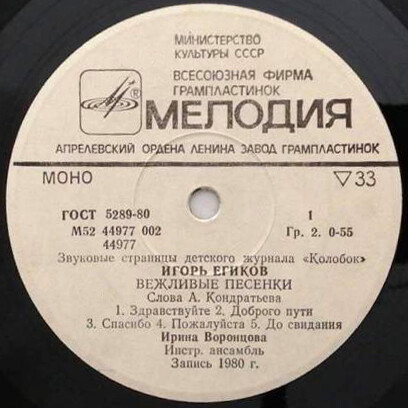 МИНИСТЕРСТВО
КУЛЬТУРЫ СССР
ВСЕСОЮЗНАЯ ФИРМА
ГРАМПЛАСТИНОК
МЕЛОДИЯ
АПРЕЛЕВСКИЙ ОРДЕНА ЛЕНИНА ЗАВОД ГРАМПЛАСТИНОК
МОНО ▽33
ГОСТ 5289-80 1
М52 44977 002 Гр. 2. 0-55
44977
Звуковые страницы детского журнала «Колобок»
ИГОРЬ ЕГИКОВ
ВЕЖЛИВЫЕ ПЕСЕНКИ
Слова А. Кондратьева
1. Здравствуйте 2. Доброго пути
3. Спасибо 4. Пожалуйста 5. До свидания
Ирина Воронцова
Инстр. ансамбль
Запись 1980 г.